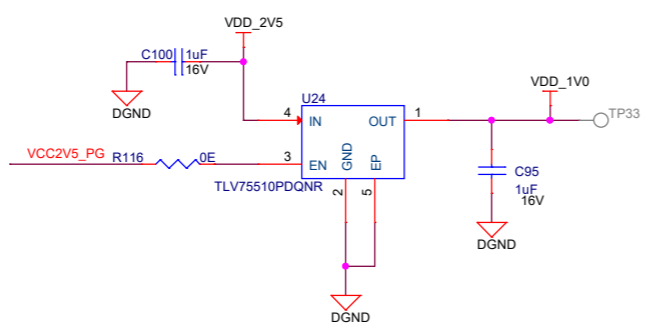 VDD_2V5
C100 1uF
16V
DGND
U24
VDD_1V0
4 IN OUT 1
TP33
VCC2V5_PG R116 0E 3 EN
GND EP
TLV75510PDQNR
2 5
C95
1uF
16V
DGND
DGND